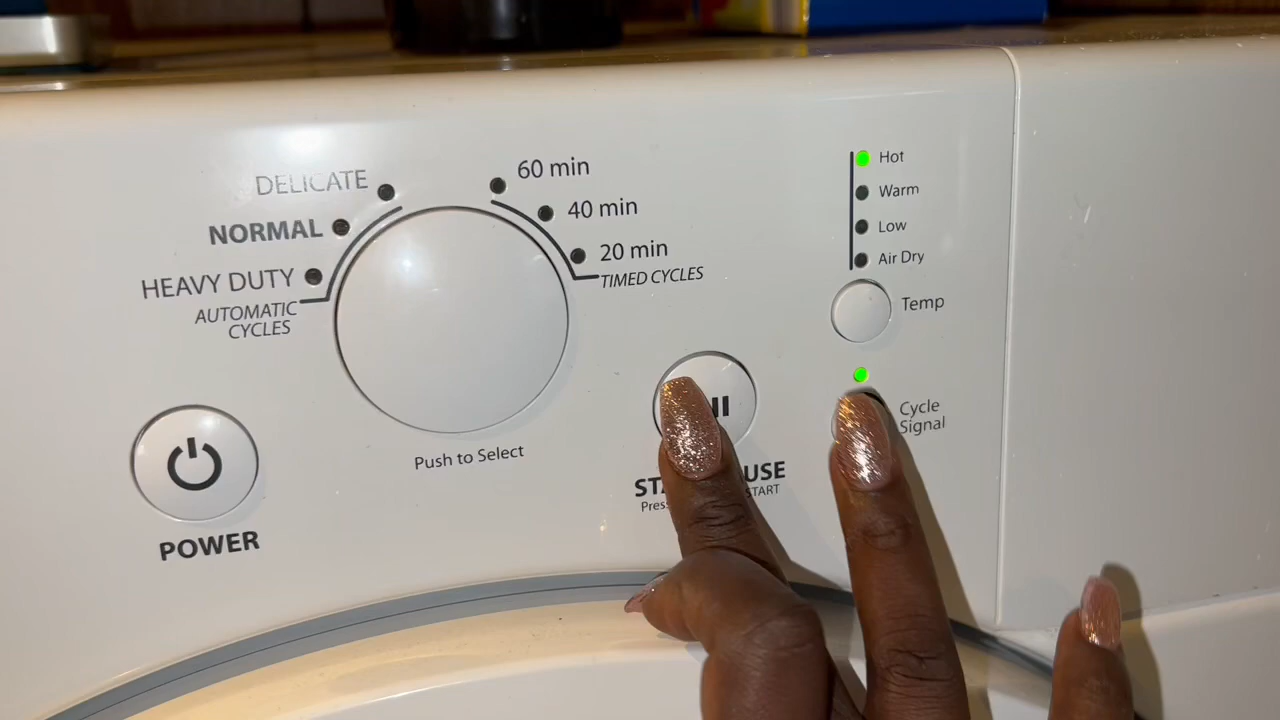 DELICATE
NORMAL
HEAVY DUTY
AUTOMATIC
CYCLES
60 min
40 min
20 min
TIMED CYCLES
Push to Select
POWER
Hot
Warm
Low
Air Dry
Temp
Cycle
Signal
START